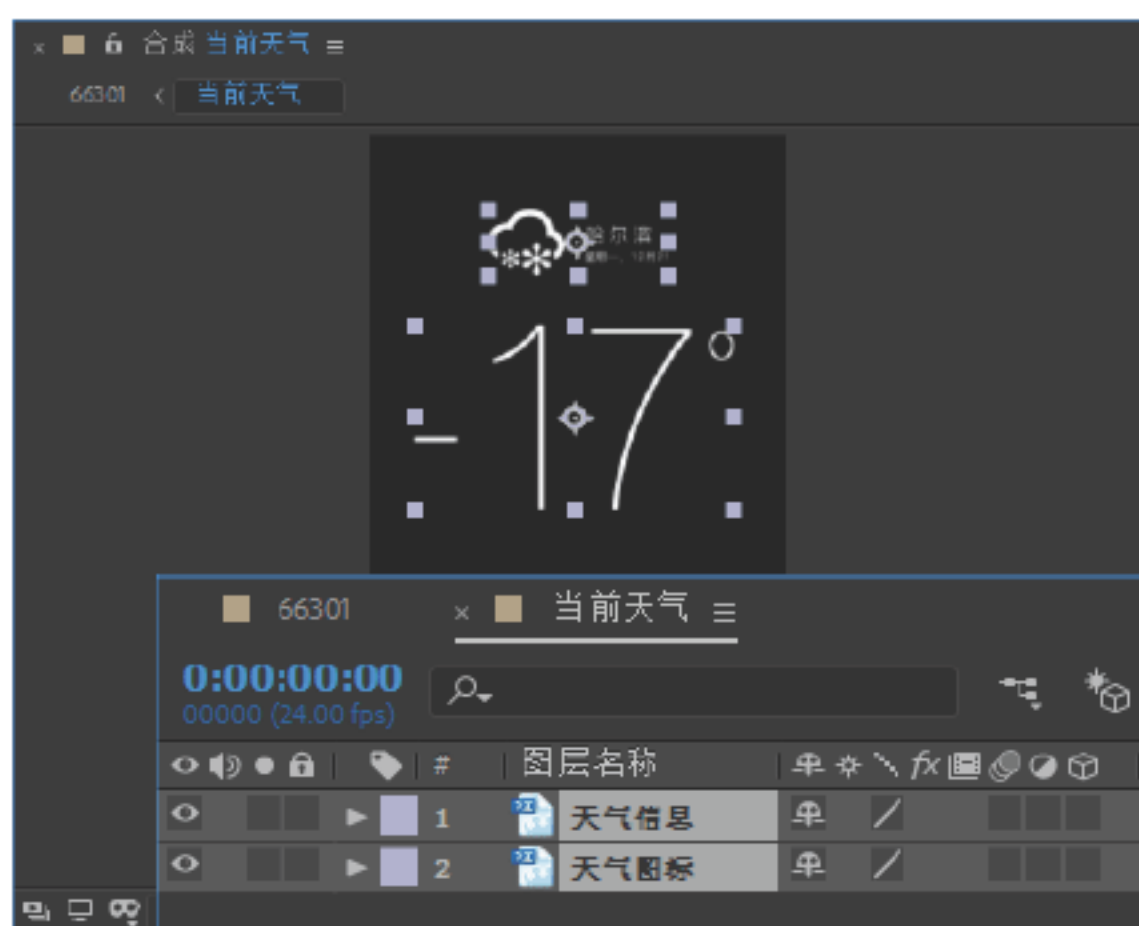 合成 当前天气
66301 < 当前天气
哈尔滨
-17°
66301 × 当前天气
0:00:00:00
00000 (24.00 fps)
# 图层名称 fx
1 天气信息
2 天气图标